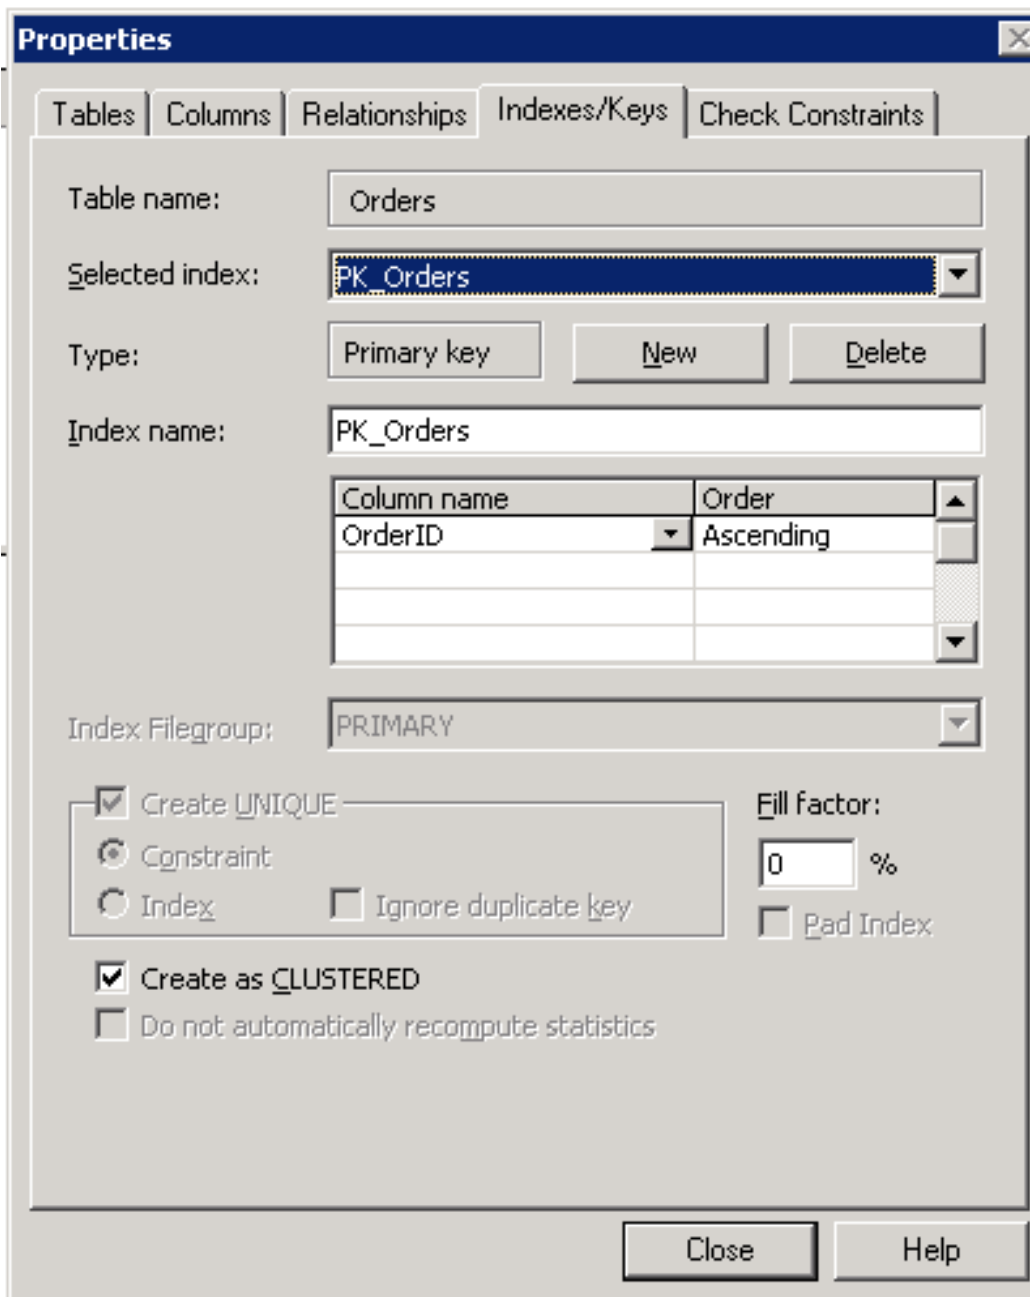 Properties
Tables Columns Relationships Indexes/Keys Check Constraints
Table name: Orders
Selected index: PK_Orders
Type: Primary key New Delete
Index name: PK_Orders
Column name Order
OrderID Ascending
Index Filegroup: PRIMARY
Create UNIQUE Fill factor:
Constraint 0 %
Index Ignore duplicate key Pad Index
Create as CLUSTERED
Do not automatically recompute statistics
Close Help